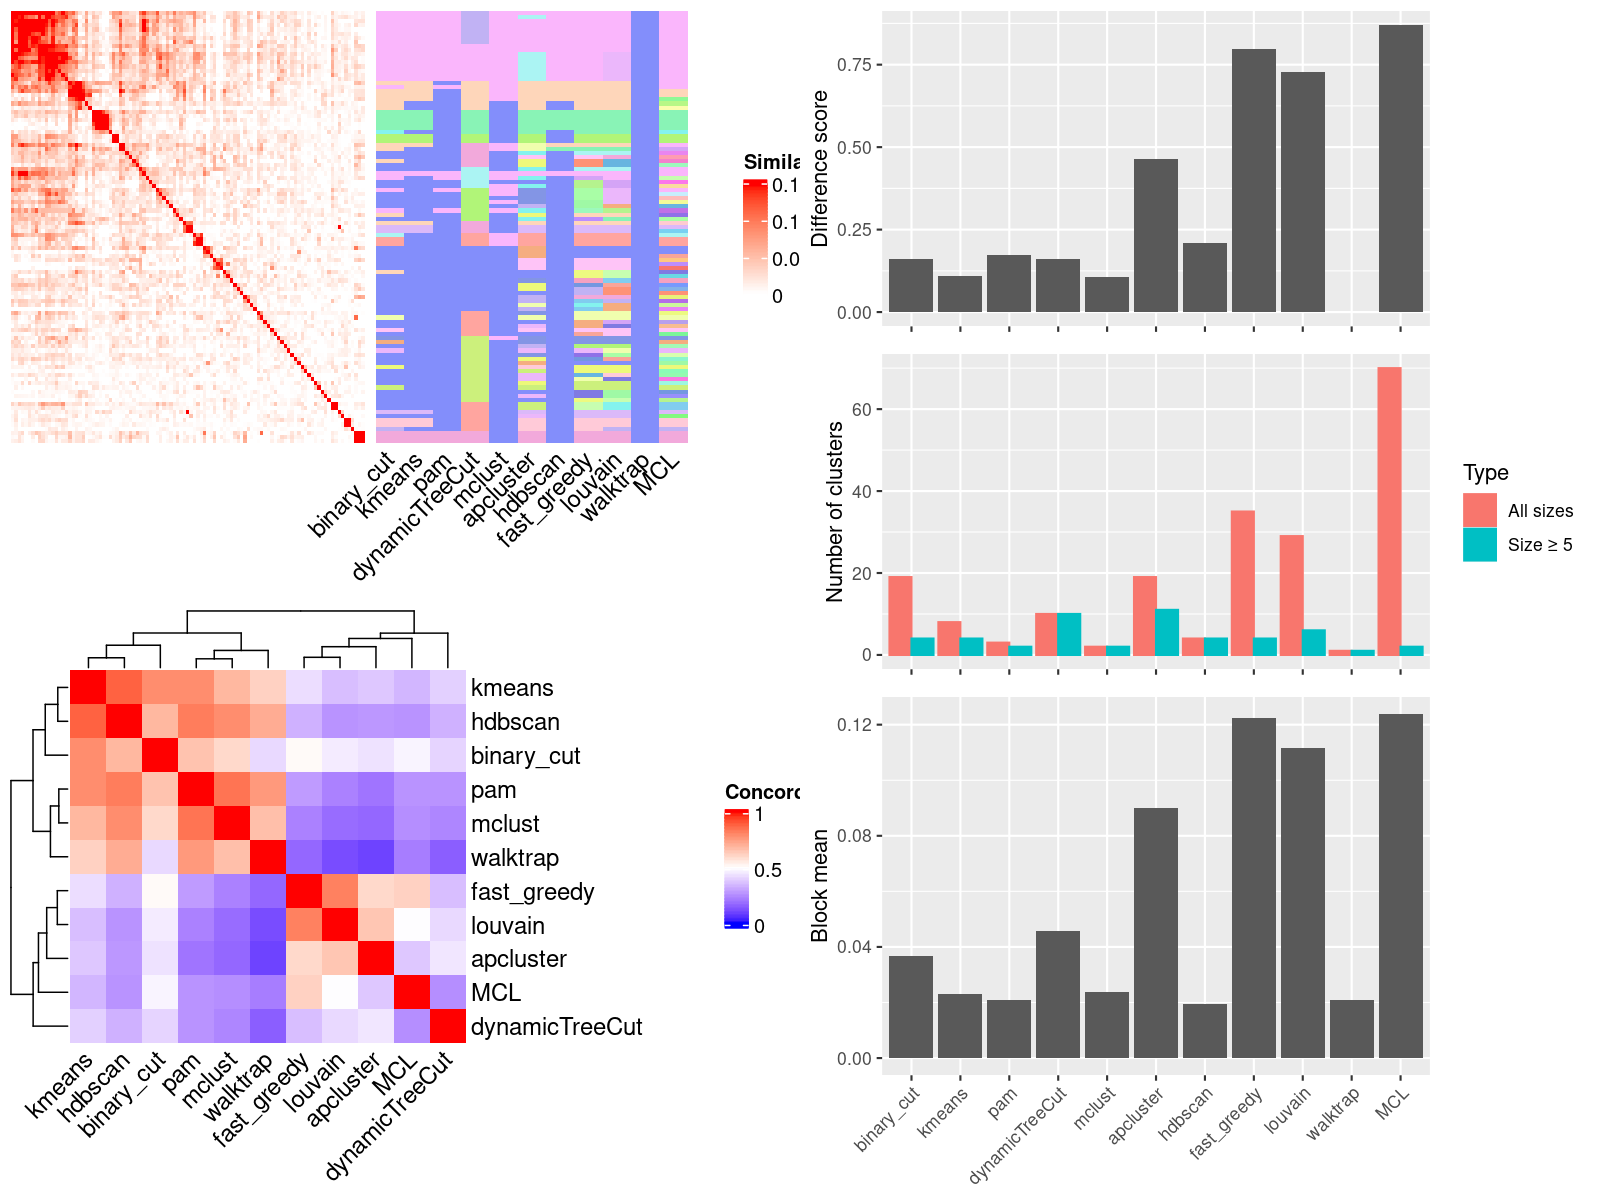 Simila
0.1
0.1
0.0
0
binary_cut
kmeans
pam
dynamicTreeCut
mclust
apcluster
hdbscan
fast_greedy
louvain
walktrap
MCL
kmeans
hdbscan
binary_cut
pam
mclust
walktrap
fast_greedy
louvain
apcluster
MCL
dynamicTreeCut
kmeans
hdbscan
binary_cut
pam
mclust
walktrap
fast_greedy
louvain
apcluster
MCL
dynamicTreeCut
Concord
1
0.5
0
Difference score
0.75
0.50
0.25
0.00
Number of clusters
60
40
20
0
Type
All sizes
Size ≥ 5
Block mean
0.12
0.08
0.04
0.00
binary_cut
kmeans
pam
dynamicTreeCut
mclust
apcluster
hdbscan
fast_greedy
louvain
walktrap
MCL